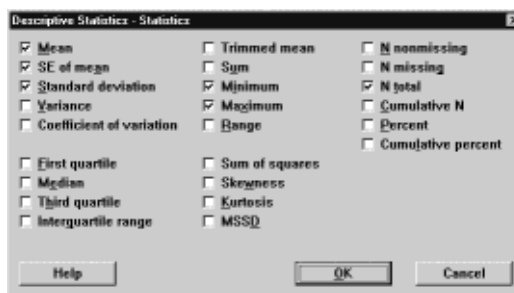 Descriptive Statistics - Statistics
Mean
SE of mean
Standard deviation
Variance
Coefficient of variation
First quartile
Median
Third quartile
Interquartile range
Trimmed mean
Sum
Minimum
Maximum
Range
Sum of squares
Skewness
Kurtosis
MSSD
N nonmissing
N missing
N total
Cumulative N
Percent
Cumulative percent
Help
OK
Cancel